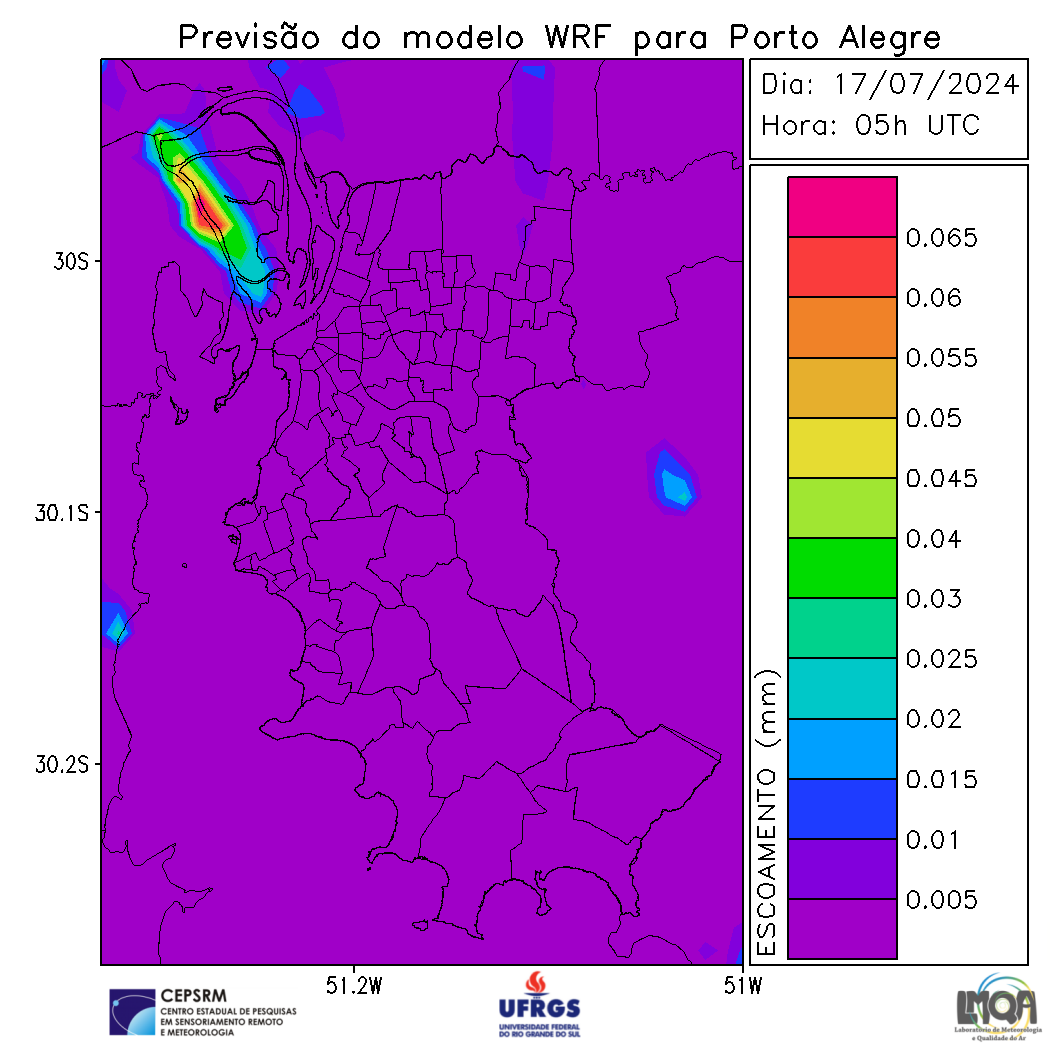 Previsão do modelo WRF para Porto Alegre
Dia: 17/07/2024
Hora: 05h UTC
0.065
0.06
0.055
0.05
0.045
0.04
0.03
0.025
0.02
0.015
0.01
0.005
ESCOAMENTO (mm)
30S
30.1S
30.2S
51.2W
51W
CEPSRM
CENTRO ESTADUAL DE PESQUISAS
EM SENSORIAMENTO REMOTO
E METEOROLOGIA
UFRGS
UNIVERSIDADE FEDERAL
DO RIO GRANDE DO SUL
LMQA
Laboratório de Meteorologia
e Qualidade do Ar